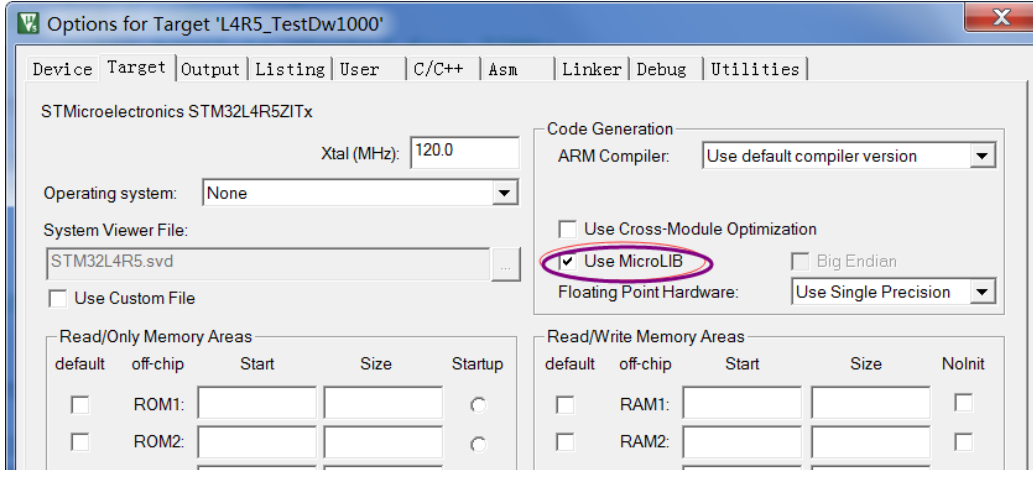 Options for Target 'L4R5_TestDw1000'
X
Device Target Output Listing User C/C++ Asm Linker Debug Utilities
STMicroelectronics STM32L4R5ZITx
Xtal (MHz): 120.0
Operating system: None
System Viewer File:
STM32L4R5.svd ...
Use Custom File
Code Generation
ARM Compiler: Use default compiler version
Use Cross-Module Optimization
Use MicroLIB Big Endian
Floating Point Hardware: Use Single Precision
Read/Only Memory Areas
default off-chip Start Size Startup
ROM1:
ROM2:
Read/Write Memory Areas
default off-chip Start Size NoInit
RAM1:
RAM2: